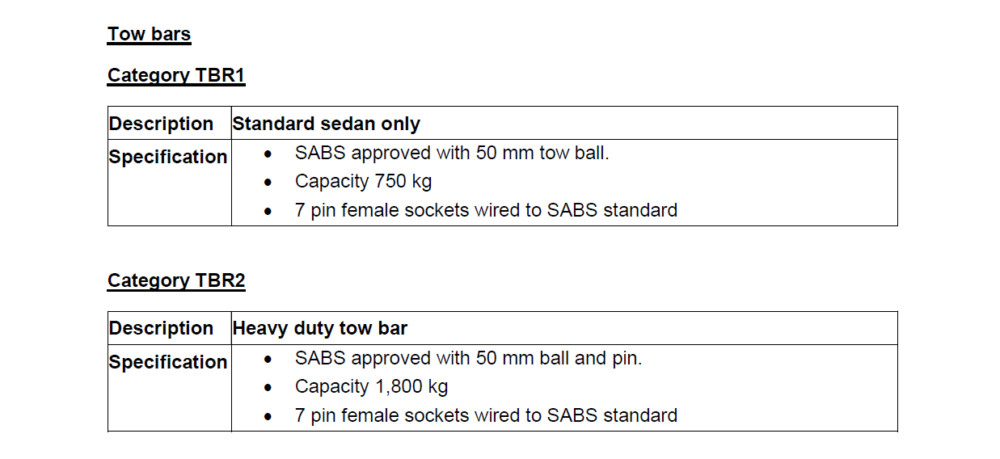 Tow bars
Category TBR1
Description Standard sedan only
Specification • SABS approved with 50 mm tow ball.
• Capacity 750 kg
• 7 pin female sockets wired to SABS standard
Category TBR2
Description Heavy duty tow bar
Specification • SABS approved with 50 mm ball and pin.
• Capacity 1,800 kg
• 7 pin female sockets wired to SABS standard